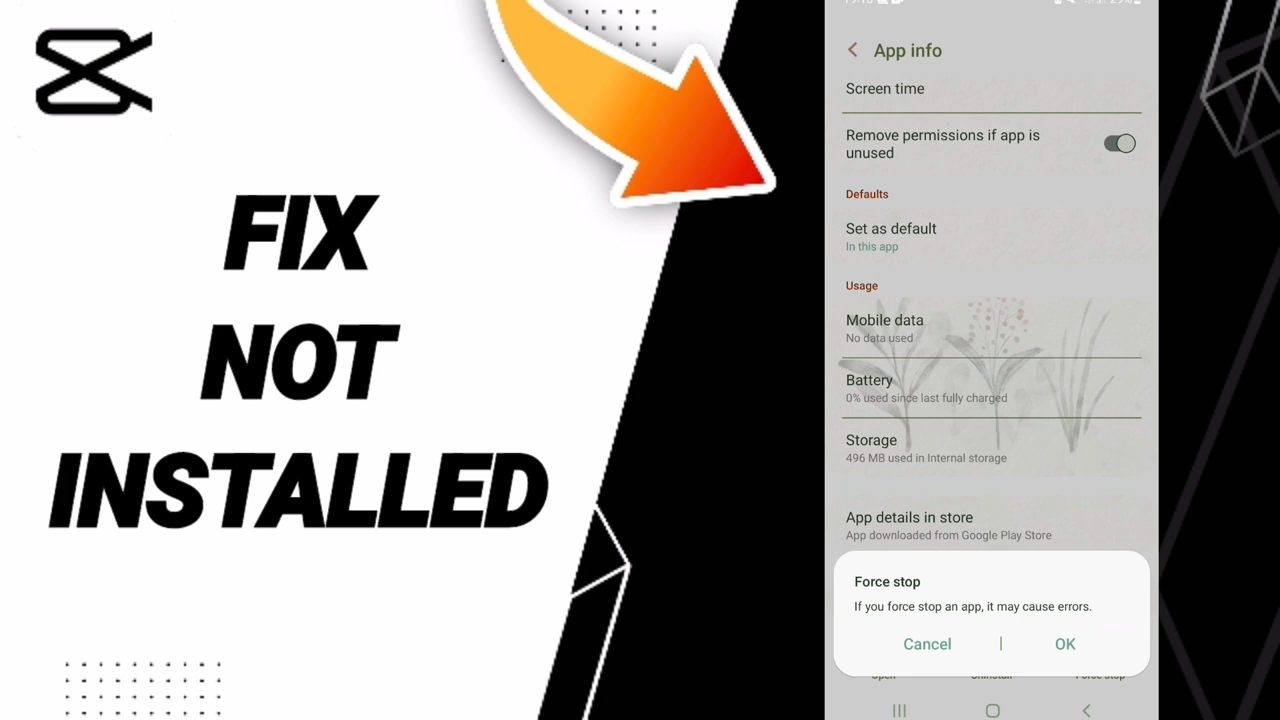 FIX
NOT
INSTALLED
App info
Screen time
Remove permissions if app is
unused
Defaults
Set as default
In this app
Usage
Mobile data
No data used
Battery
0% used since last fully charged
Storage
496 MB used in Internal storage
App details in store
App downloaded from Google Play Store
Force stop
If you force stop an app, it may cause errors.
Cancel
OK